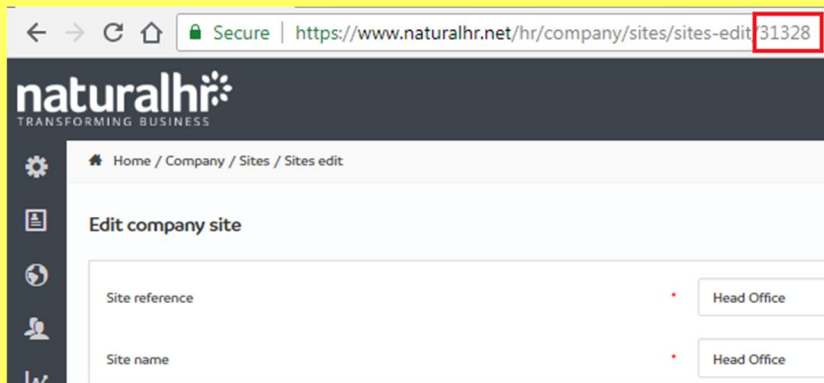 Secure | https://www.naturalhr.net/hr/company/sites/sites-edit/31328
naturalhr
TRANSFORMING BUSINESS
Home / Company / Sites / Sites edit
Edit company site
Site reference * Head Office
Site name * Head Office